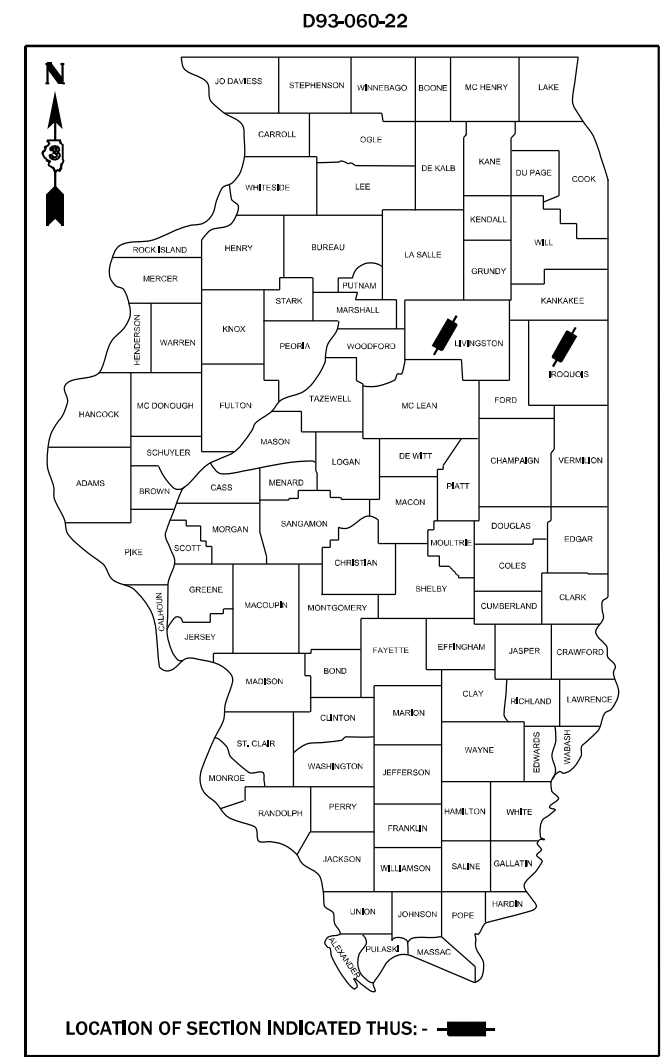 D93-060-22
N
3
JO DAVIESS
STEPHENSON
WINNEBAGO
BOONE
MC HENRY
LAKE
CARROLL
OGLE
DE KALB
KANE
DU PAGE
COOK
WHITESIDE
LEE
KENDALL
WILL
ROCK ISLAND
HENRY
BUREAU
LA SALLE
GRUNDY
MERCER
PUTNAM
STARK
MARSHALL
KANKAKEE
HENDERSON
WARREN
KNOX
PEORIA
WOODFORD
LIVINGSTON
IROQUOIS
HANCOCK
MC DONOUGH
FULTON
TAZEWELL
MC LEAN
FORD
SCHUYLER
MASON
LOGAN
DE WITT
CHAMPAIGN
VERMILION
ADAMS
BROWN
CASS
MENARD
PIATT
MACON
MORGAN
SANGAMON
DOUGLAS
EDGAR
PIKE
SCOTT
CHRISTIAN
MOULTRIE
COLES
CALHOUN
GREENE
MACOUPIN
MONTGOMERY
SHELBY
CUMBERLAND
CLARK
JERSEY
FAYETTE
EFFINGHAM
JASPER
CRAWFORD
MADISON
BOND
CLAY
RICHLAND
LAWRENCE
CLINTON
MARION
ST. CLAIR
WAYNE
EDWARDS
WABASH
MONROE
WASHINGTON
JEFFERSON
RANDOLPH
PERRY
HAMILTON
WHITE
FRANKLIN
JACKSON
WILLIAMSON
SALINE
GALLATIN
UNION
JOHNSON
POPE
HARDIN
ALEXANDER
PULASKI
MASSAC
LOCATION OF SECTION INDICATED THUS: -